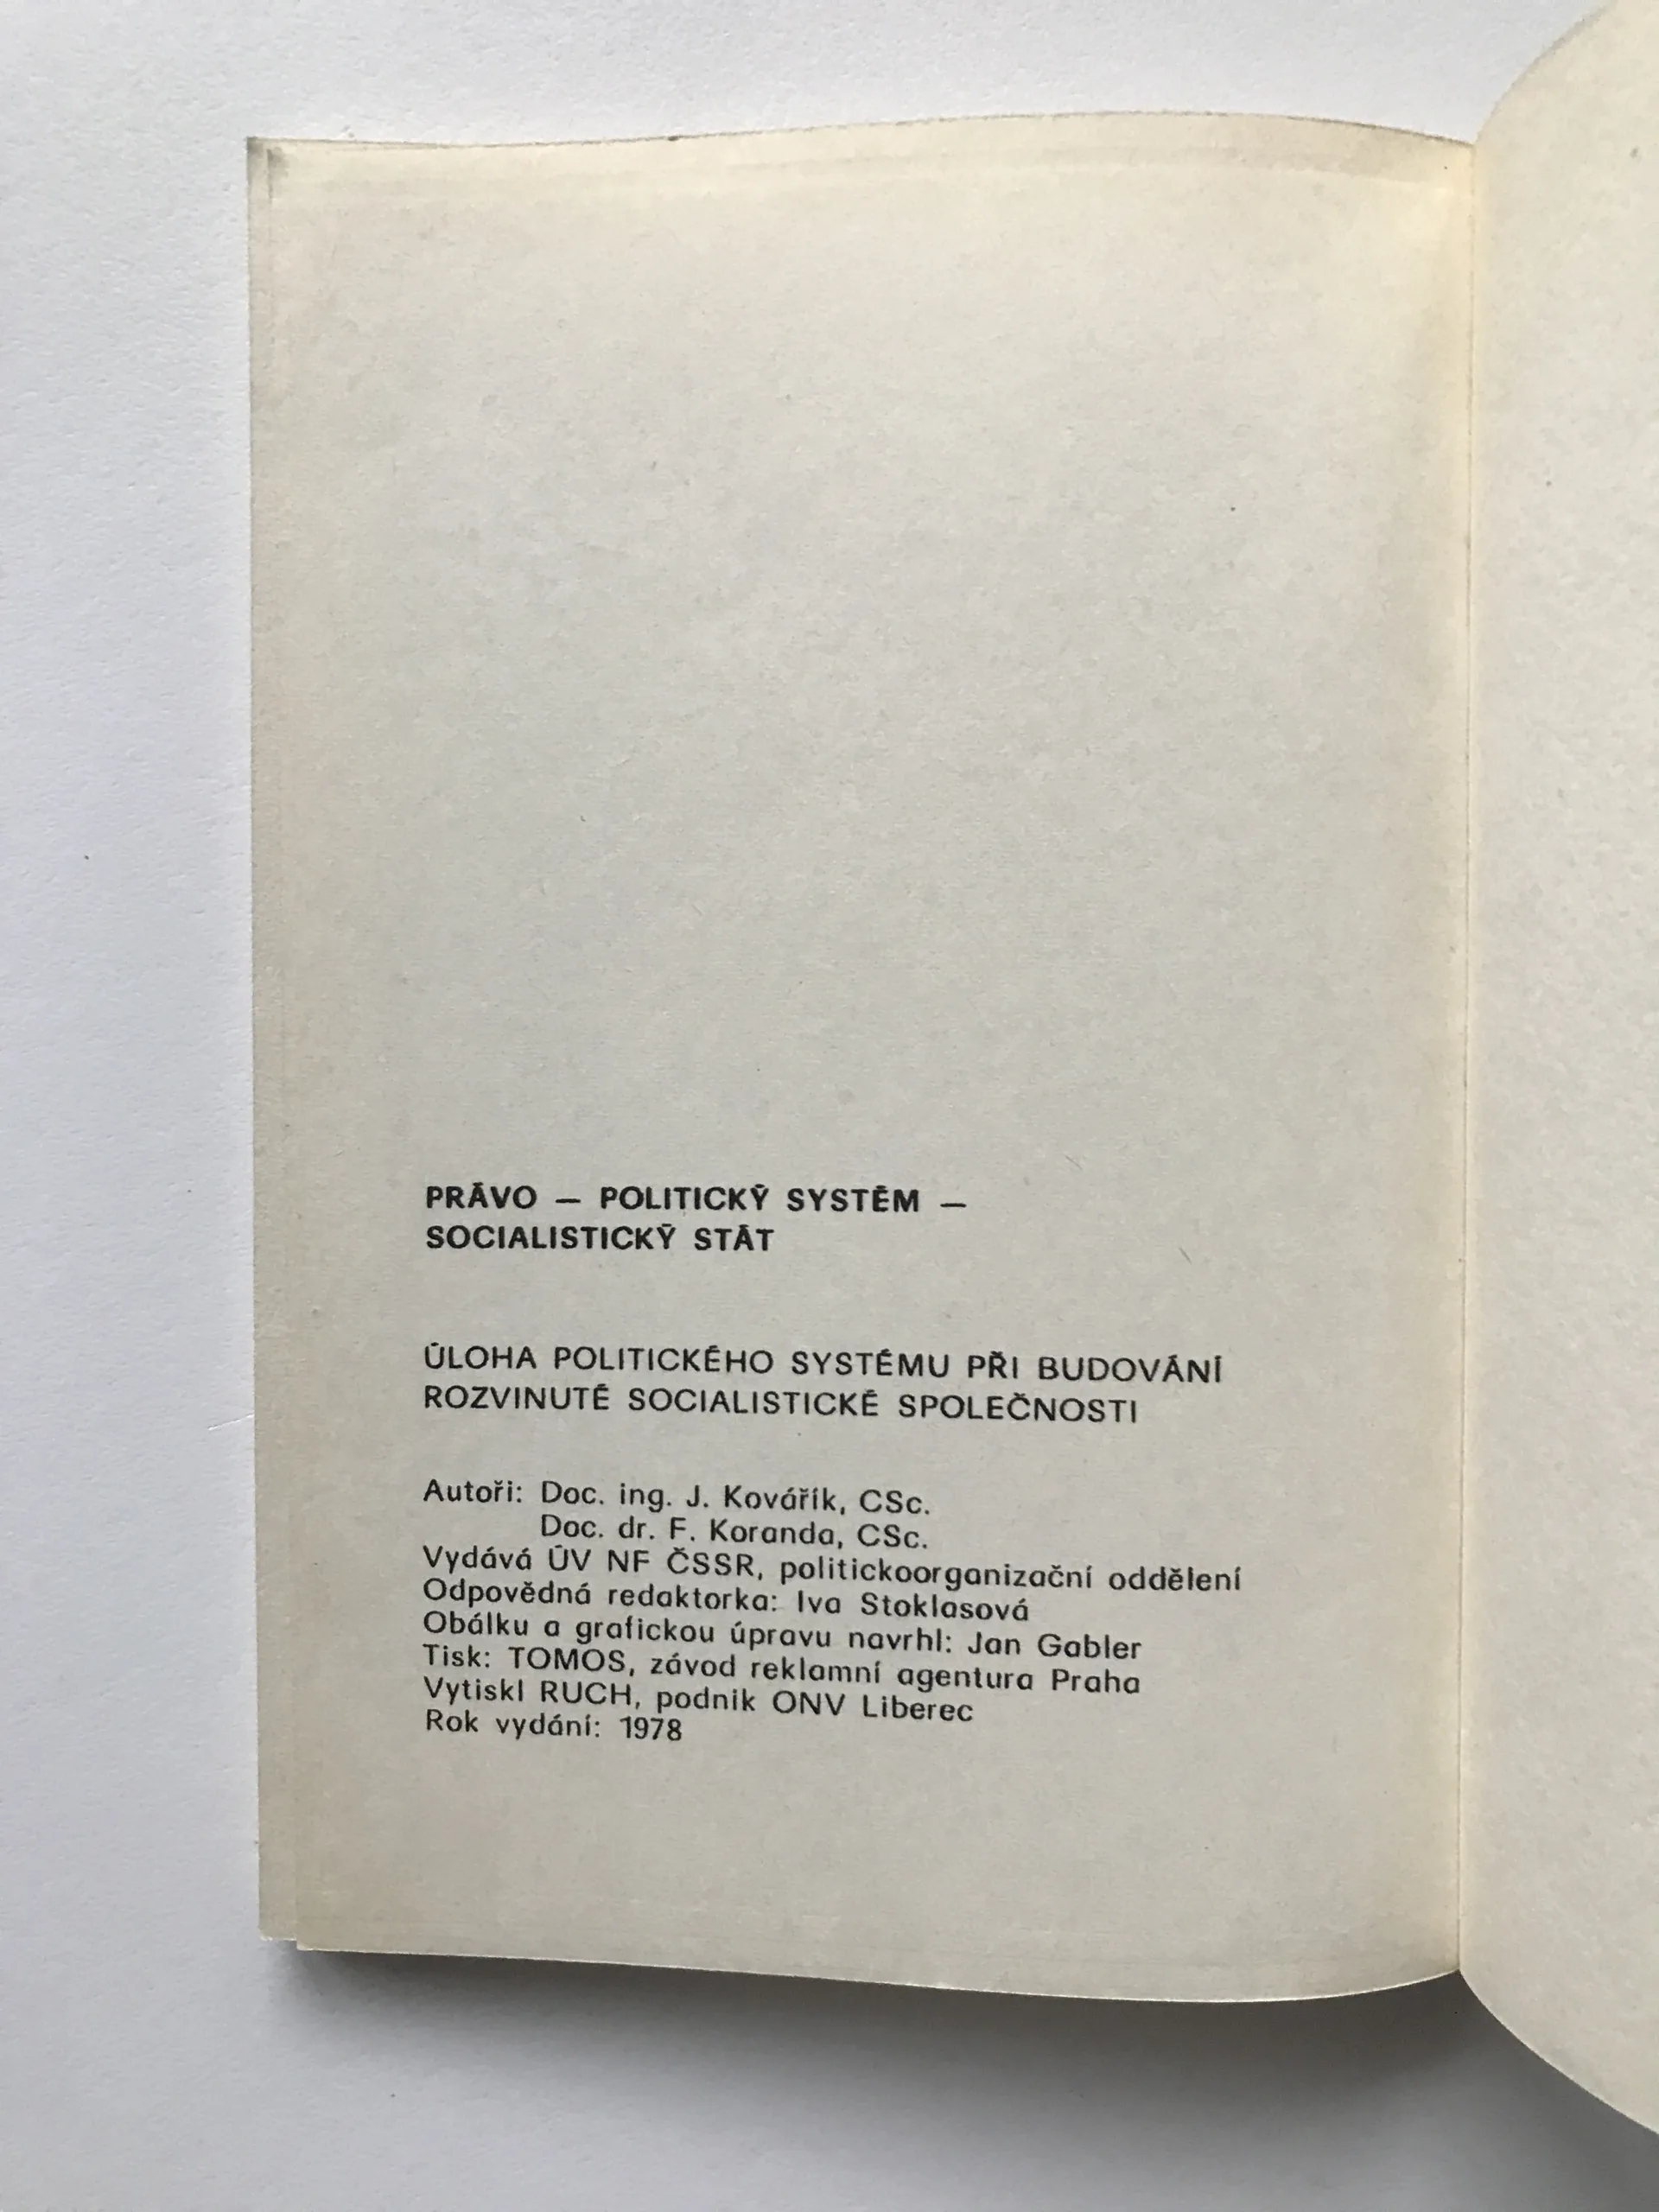 PRÁVO — POLITICKÝ SYSTÉM —
SOCIALISTICKÝ STÁT
ÚLOHA POLITICKÉHO SYSTÉMU PŘI BUDOVÁNÍ
ROZVINUTÉ SOCIALISTICKÉ SPOLEČNOSTI
Autoři: Doc. ing. J. Kovářík, CSc.
Doc. dr. F. Koranda, CSc.
Vydává ÚV NF ČSSR, politickoorganizační oddělení
Odpovědná redaktorka: Iva Stoklasová
Obálku a grafickou úpravu navrhl: Jan Gabler
Tisk: TOMOS, závod reklamní agentura Praha
Vytiskl RUCH, podnik ONV Liberec
Rok vydání: 1978